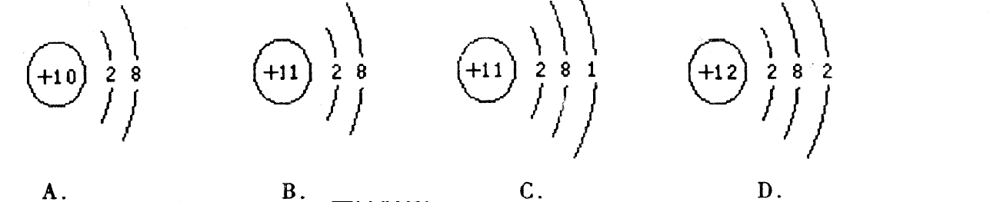 +10 2 8 +11 2 8 +11 2 8 1 +12 2 8 2
A. B. C. D.